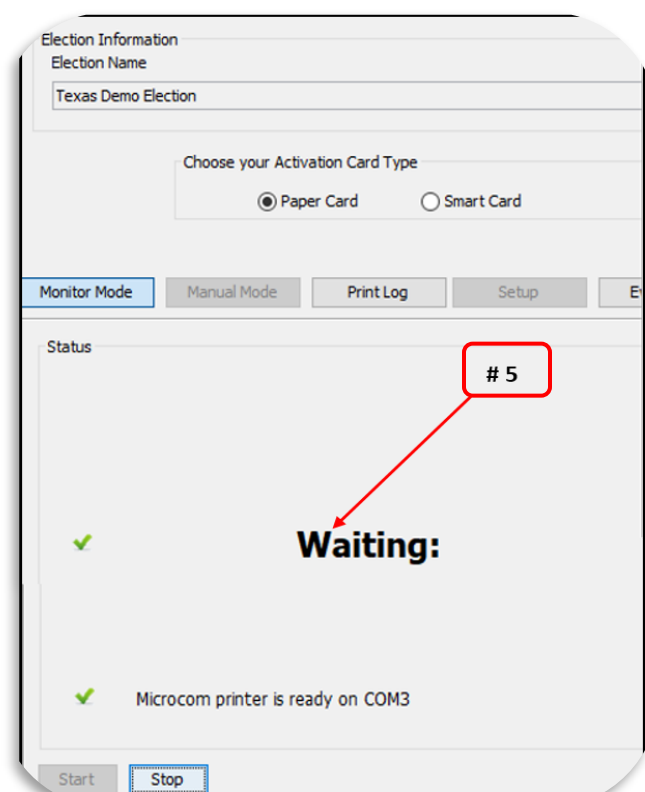 Election Information
Election Name
Texas Demo Election
Choose your Activation Card Type
Paper Card Smart Card
Monitor Mode Manual Mode Print Log Setup
Status
# 5
Waiting:
Microcom printer is ready on COM3
Start Stop